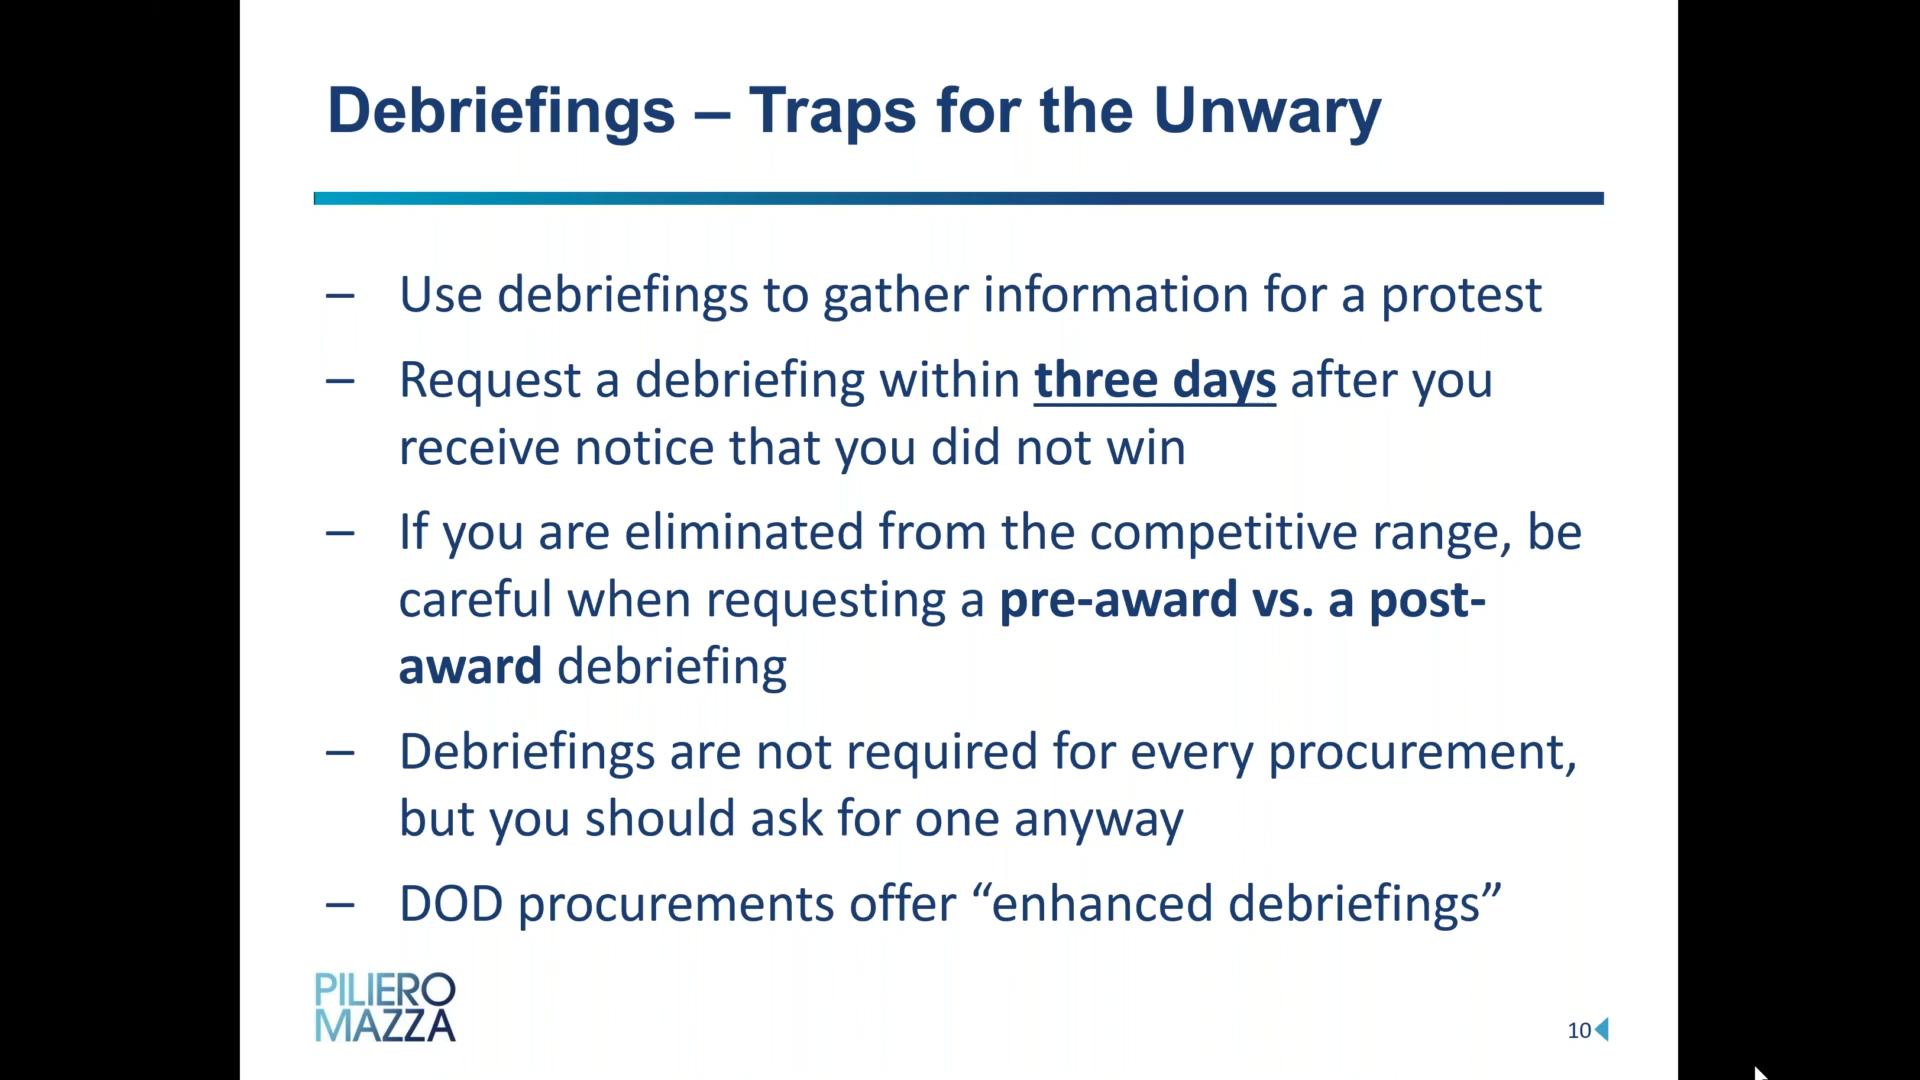 Debriefings – Traps for the Unwary
– Use debriefings to gather information for a protest
– Request a debriefing within three days after you
receive notice that you did not win
– If you are eliminated from the competitive range, be
careful when requesting a pre-award vs. a post-
award debriefing
– Debriefings are not required for every procurement,
but you should ask for one anyway
– DOD procurements offer “enhanced debriefings”
PILIERO
MAZZA
10